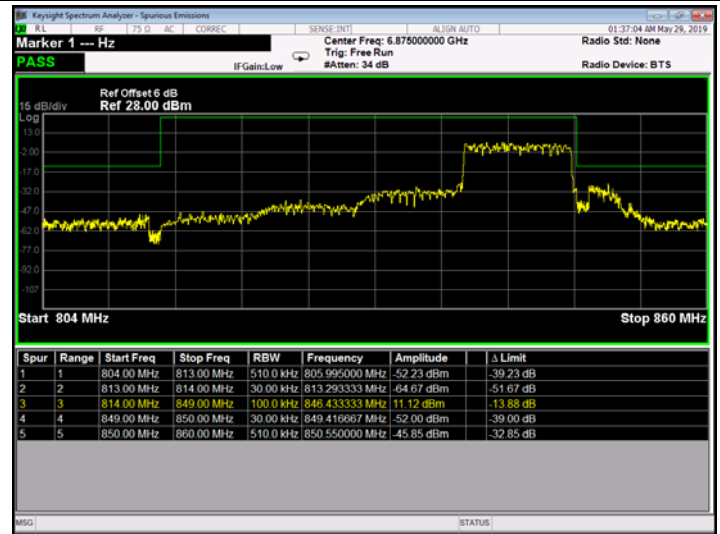 Keysight Spectrum Analyzer - Spurious Emissions
RL RF 75 Ω AC CORREC SENSE:INT ALIGN AUTO 01:37:04 AM May 29, 2019
Marker 1 --- Hz Center Freq: 6.875000000 GHz Radio Std: None
Trig: Free Run
PASS IFGain:Low #Atten: 34 dB Radio Device: BTS
Ref Offset 6 dB
15 dB/div Ref 28.00 dBm
Log
13.0
-2.00
-17.0
-32.0
-47.0
-62.0
-77.0
-92.0
-107
Start 804 MHz Stop 860 MHz
Spur Range Start Freq Stop Freq RBW Frequency Amplitude Δ Limit
1 1 804.00 MHz 813.00 MHz 510.0 kHz 805.995000 MHz -52.23 dBm -39.23 dB
2 2 813.00 MHz 814.00 MHz 30.00 kHz 813.293333 MHz -64.67 dBm -51.67 dB
3 3 814.00 MHz 849.00 MHz 100.0 kHz 846.433333 MHz 11.12 dBm -13.88 dB
4 4 849.00 MHz 850.00 MHz 30.00 kHz 849.416667 MHz -52.00 dBm -39.00 dB
5 5 850.00 MHz 860.00 MHz 510.0 kHz 850.550000 MHz -45.85 dBm -32.85 dB
MSG STATUS